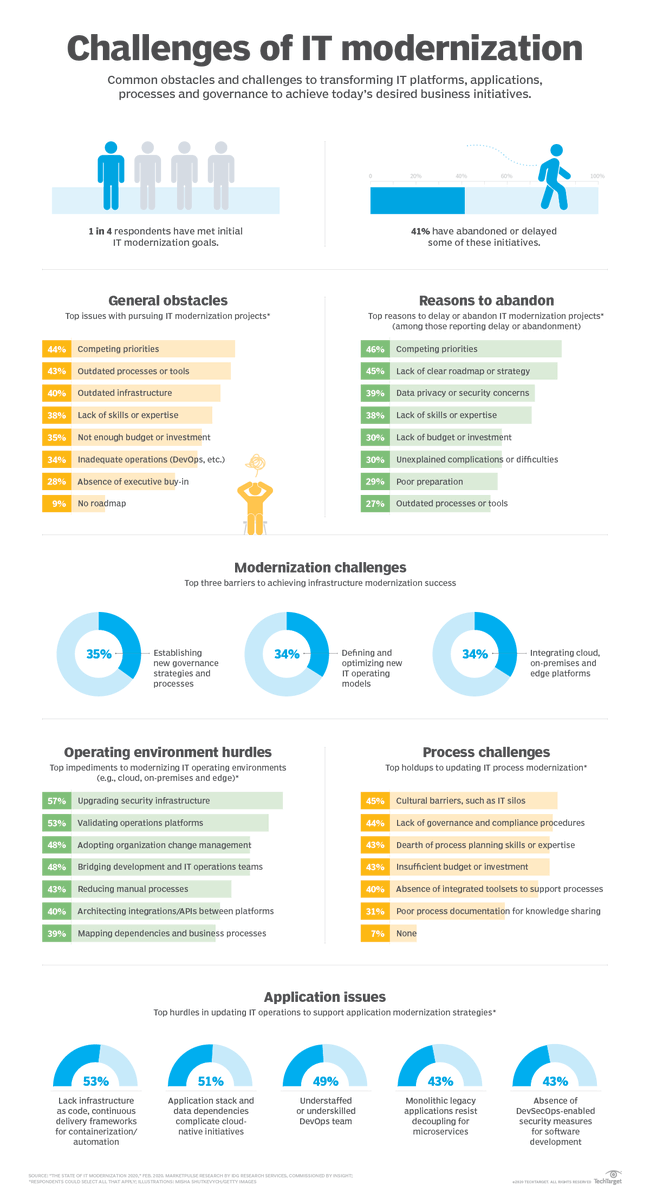 Challenges of IT modernization
Common obstacles and challenges to transforming IT platforms, applications,
processes and governance to achieve today's desired business initiatives.
1 in 4 respondents have met initial
IT modernization goals.
0 20% 40% 60% 80% 100%
41% have abandoned or delayed
some of these initiatives.
General obstacles
Top issues with pursuing IT modernization projects*
44% Competing priorities
43% Outdated processes or tools
40% Outdated infrastructure
38% Lack of skills or expertise
35% Not enough budget or investment
34% Inadequate operations (DevOps, etc.)
28% Absence of executive buy-in
9% No roadmap
Reasons to abandon
Top reasons to delay or abandon IT modernization projects*
(among those reporting delay or abandonment)
46% Competing priorities
45% Lack of clear roadmap or strategy
39% Data privacy or security concerns
38% Lack of skills or expertise
30% Lack of budget or investment
30% Unexplained complications or difficulties
29% Poor preparation
27% Outdated processes or tools
Modernization challenges
Top three barriers to achieving infrastructure modernization success
35%
Establishing
new governance
strategies and
processes
34%
Defining and
optimizing new
IT operating
models
34%
Integrating cloud,
on-premises and
edge platforms
Operating environment hurdles
Top impediments to modernizing IT operating environments
(e.g., cloud, on-premises and edge)*
57% Upgrading security infrastructure
53% Validating operations platforms
48% Adopting organization change management
48% Bridging development and IT operations teams
43% Reducing manual processes
40% Architecting integrations/APIs between platforms
39% Mapping dependencies and business processes
Process challenges
Top holdups to updating IT process modernization*
45% Cultural barriers, such as IT silos
44% Lack of governance and compliance procedures
43% Dearth of process planning skills or expertise
43% Insufficient budget or investment
40% Absence of integrated toolsets to support processes
31% Poor process documentation for knowledge sharing
7% None
Application issues
Top hurdles in updating IT operations to support application modernization strategies*
53%
Lack infrastructure
as code, continuous
delivery frameworks
for containerization/
automation
51%
Application stack and
data dependencies
complicate cloud-
native initiatives
49%
Understaffed
or underskilled
DevOps team
43%
Monolithic legacy
applications resist
decoupling for
microservices
43%
Absence of
DevSecOps-enabled
security measures
for software
development
SOURCE: "THE STATE OF IT MODERNIZATION 2020," FEB. 2020, MARKETPULSE RESEARCH BY IDG RESEARCH SERVICES, COMMISSIONED BY INSIGHT;
*RESPONDENTS COULD SELECT ALL THAT APPLY; ILLUSTRATIONS: MISHA SHUTKEVYCH/GETTY IMAGES
©2020 TECHTARGET. ALL RIGHTS RESERVED TechTarget